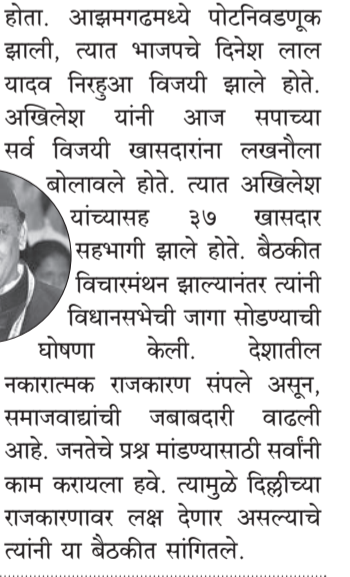 होता. आझमगढमध्ये पोटनिवडणूक
झाली, त्यात भाजपचे दिनेश लाल
यादव निरहुआ विजयी झाले होते.
अखिलेश यांनी आज सपाच्या
सर्व विजयी खासदारांना लखनौला
बोलावले होते. त्यात अखिलेश
यांच्यासह ३७ खासदार
सहभागी झाले होते. बैठकीत
विचारमंथन झाल्यानंतर त्यांनी
विधानसभेची जागा सोडण्याची
घोषणा केली. देशातील
नकारात्मक राजकारण संपले असून,
समाजवाद्यांची जबाबदारी वाढली
आहे. जनतेचे प्रश्न मांडण्यासाठी सर्वांनी
काम करायला हवे. त्यामुळे दिल्लीच्या
राजकारणावर लक्ष देणार असल्याचे
त्यांनी या बैठकीत सांगितले.